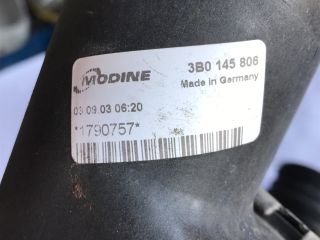 MODINE
3B0 145 806
Made in Germany
03.09.03 06:20
*1790757*